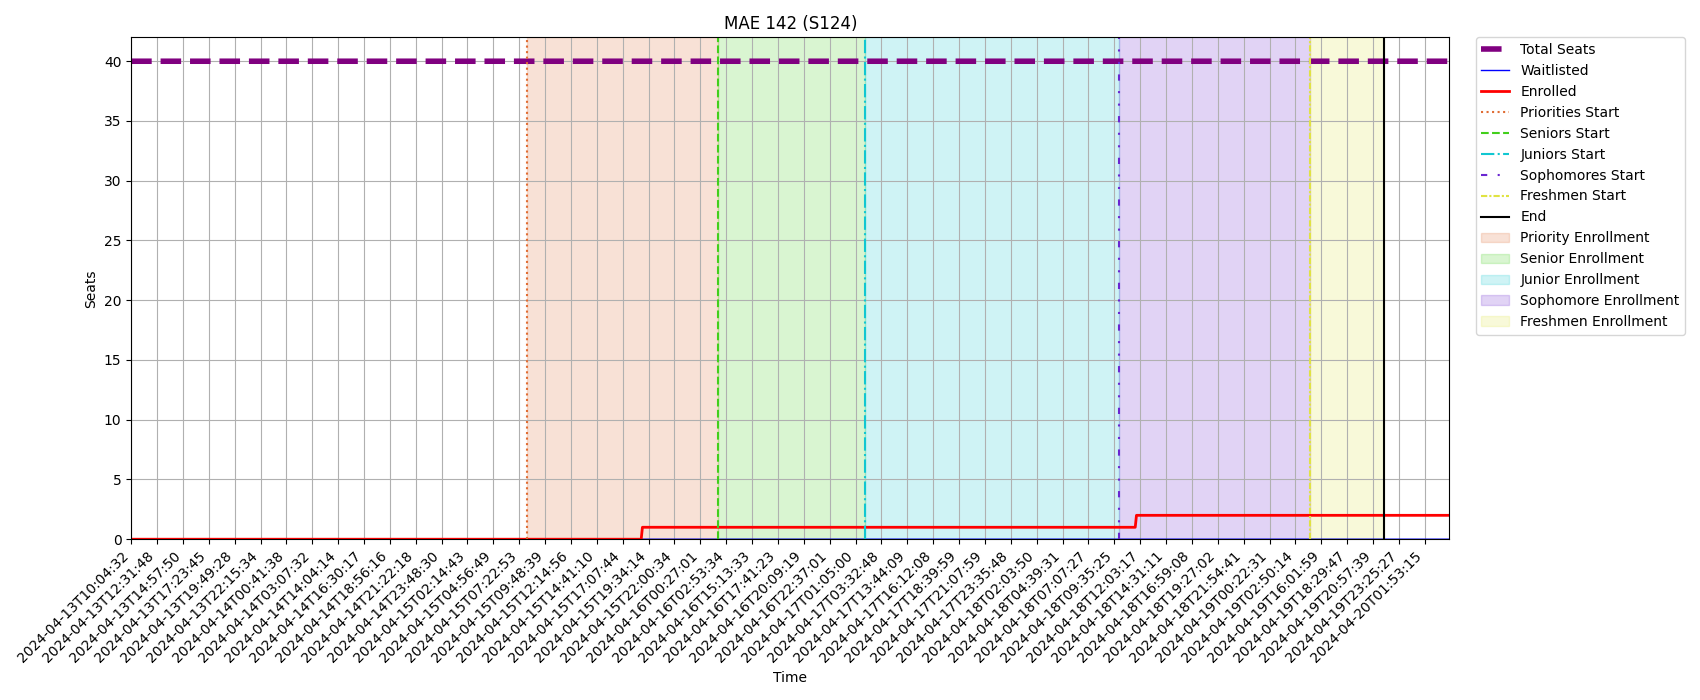 MAE 142 (S124)
40
35
30
25
20
15
10
5
0
Seats
2024-04-13T10:04:32
2024-04-13T12:31:48
2024-04-13T14:57:50
2024-04-13T17:23:45
2024-04-13T19:49:28
2024-04-13T22:15:34
2024-04-14T00:41:38
2024-04-14T03:07:32
2024-04-14T14:04:14
2024-04-14T16:30:17
2024-04-14T18:56:16
2024-04-14T21:22:18
2024-04-14T23:48:30
2024-04-15T02:14:43
2024-04-15T04:56:49
2024-04-15T07:22:53
2024-04-15T09:48:39
2024-04-15T12:14:56
2024-04-15T14:41:10
2024-04-15T17:07:44
2024-04-15T19:34:14
2024-04-15T22:00:34
2024-04-16T00:27:01
2024-04-16T02:53:34
2024-04-16T15:13:33
2024-04-16T17:41:23
2024-04-16T20:09:19
2024-04-16T22:37:01
2024-04-17T01:05:00
2024-04-17T03:32:48
2024-04-17T13:44:09
2024-04-17T16:12:08
2024-04-17T18:39:59
2024-04-17T21:07:59
2024-04-17T23:35:48
2024-04-18T02:03:50
2024-04-18T04:39:31
2024-04-18T07:07:27
2024-04-18T09:35:25
2024-04-18T12:03:17
2024-04-18T14:31:11
2024-04-18T16:59:08
2024-04-18T19:27:02
2024-04-18T21:54:41
2024-04-19T00:22:31
2024-04-19T02:50:14
2024-04-19T16:01:59
2024-04-19T18:29:47
2024-04-19T20:57:39
2024-04-19T23:25:27
2024-04-20T01:53:15
Time
Total Seats
Waitlisted
Enrolled
Priorities Start
Seniors Start
Juniors Start
Sophomores Start
Freshmen Start
End
Priority Enrollment
Senior Enrollment
Junior Enrollment
Sophomore Enrollment
Freshmen Enrollment